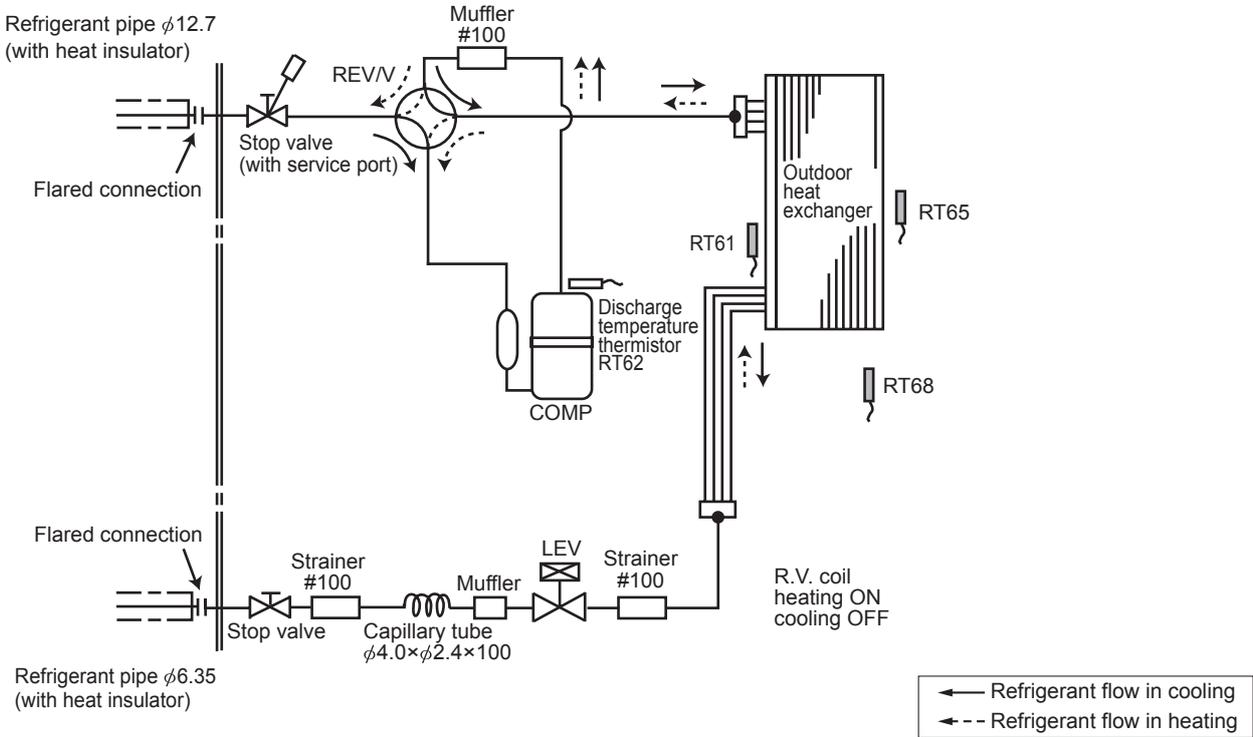 Refrigerant pipe ϕ12.7
(with heat insulator)
Muffler
#100
REV/V
Stop valve
(with service port)
Flared connection
Outdoor
heat
exchanger
RT65
RT61
Discharge
temperature
thermistor
RT62
COMP
RT68
Flared connection
Strainer
#100
Muffler
LEV
Strainer
#100
R.V. coil
heating ON
cooling OFF
Stop valve
Capillary tube
ϕ4.0×ϕ2.4×100
Refrigerant pipe ϕ6.35
(with heat insulator)
Refrigerant flow in cooling
Refrigerant flow in heating